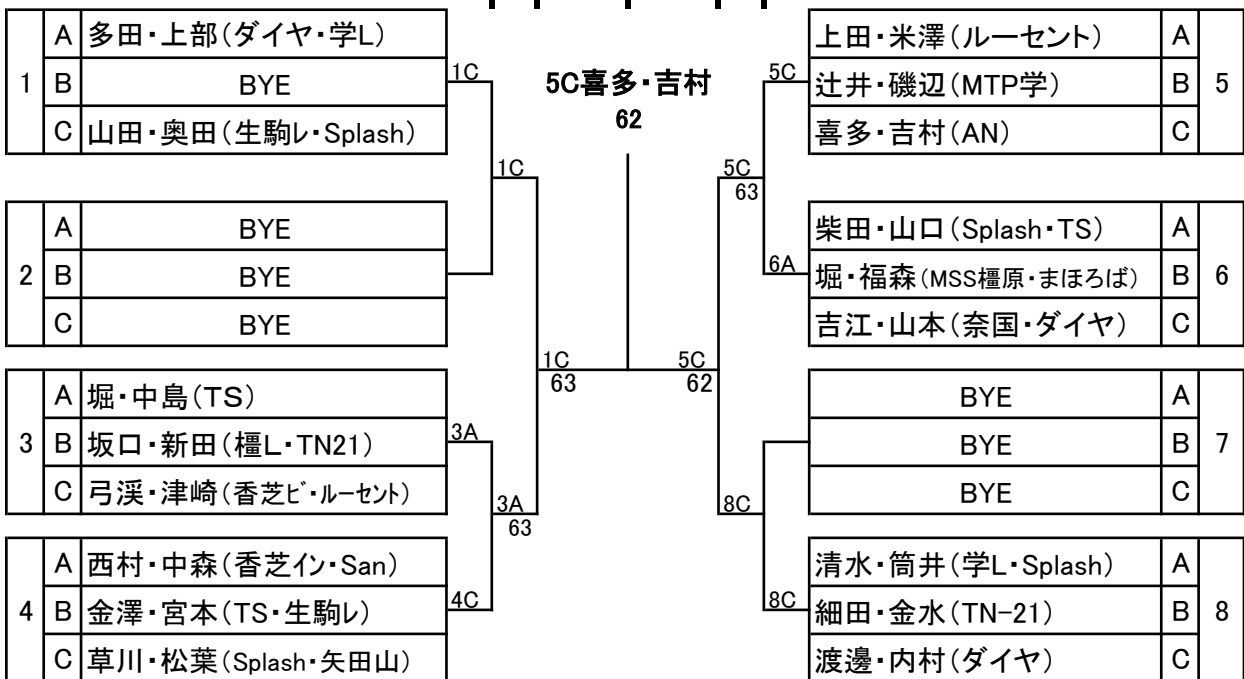 A 多田・上部(ダイヤ・学L)
1 B BYE
C 山田・奥田(生駒レ・Splash)
1C
1C
A BYE
2 B BYE
C BYE
1C
63
A 堀・中島(TS)
3 B 坂口・新田(橿L・TN21)
C 弓渓・津崎(香芝ビ・ルーセント)
3A
3A
63
A 西村・中森(香芝イン・San)
4 B 金澤・宮本(TS・生駒レ)
C 草川・松葉(Splash・矢田山)
4C
5C喜多・吉村
62
上田・米澤(ルーセント) A
辻井・磯辺(MTP学) B 5
喜多・吉村(AN) C
5C
5C
63
柴田・山口(Splash・TS) A
堀・福森(MSS橿原・まほろば) B 6
吉江・山本(奈国・ダイヤ) C
6A
5C
62
BYE A
BYE B 7
BYE C
8C
清水・筒井(学L・Splash) A
細田・金水(TN-21) B 8
渡邊・内村(ダイヤ) C
8C